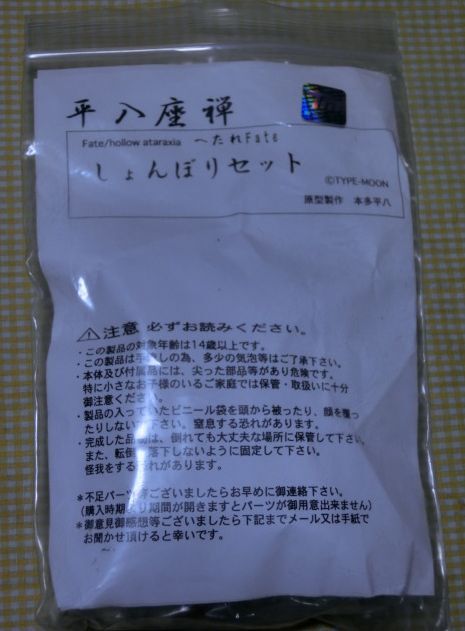 平八座禅
Fate/hollow ataraxia へたれFate
しょんぼりセット
©TYPE-MOON
原型製作 本多平八
注意 必ずお読みください。
・この製品の対象年齢は14歳以上です。
・この製品は手流しの為、多少の気泡等はご了承下さい。
・本体及び付属品には、尖った部品等があり危険です。
特に小さなお子様のいるご家庭では保管・取扱いに十分
御注意ください。
・製品の入っていたビニール袋を頭から被ったり、顔を覆っ
たりしないで下さい。窒息する恐れがあります。
・完成した品物は、倒れても大丈夫な場所に保管して下さい。
また、転倒 落下しないように固定して下さい。
怪我をする恐れがあります。
*不足パーツ等ございましたらお早めに御連絡下さい。
(購入時期より期間が開きますとパーツが御用意出来ません)
*御意見御感想等ございましたら下記までメール又は手紙で
お聞かせ頂けると幸いです。